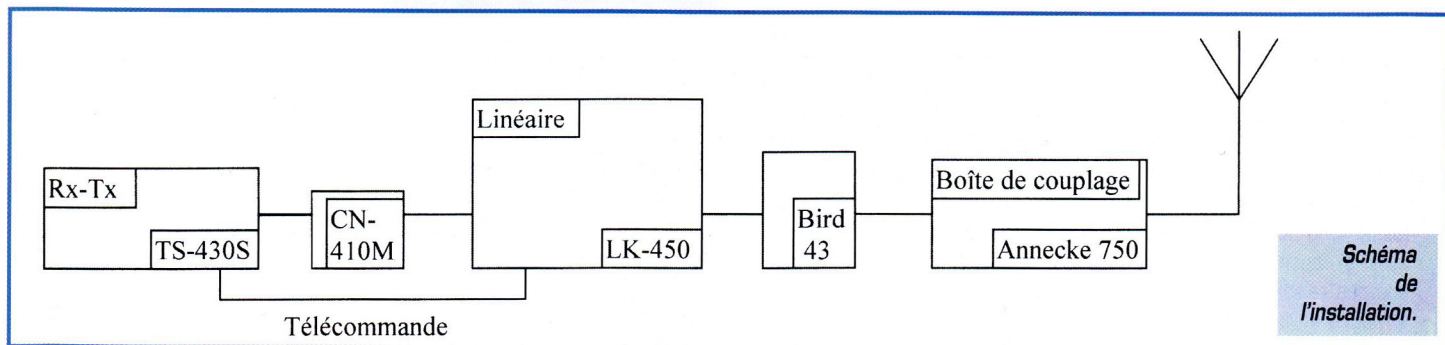 Rx-Tx
TS-430S
CN-
410M
Linéaire
LK-450
Télécommande
Bird
43
Boîte de couplage
Annecke 750
Schéma
de
l'installation.